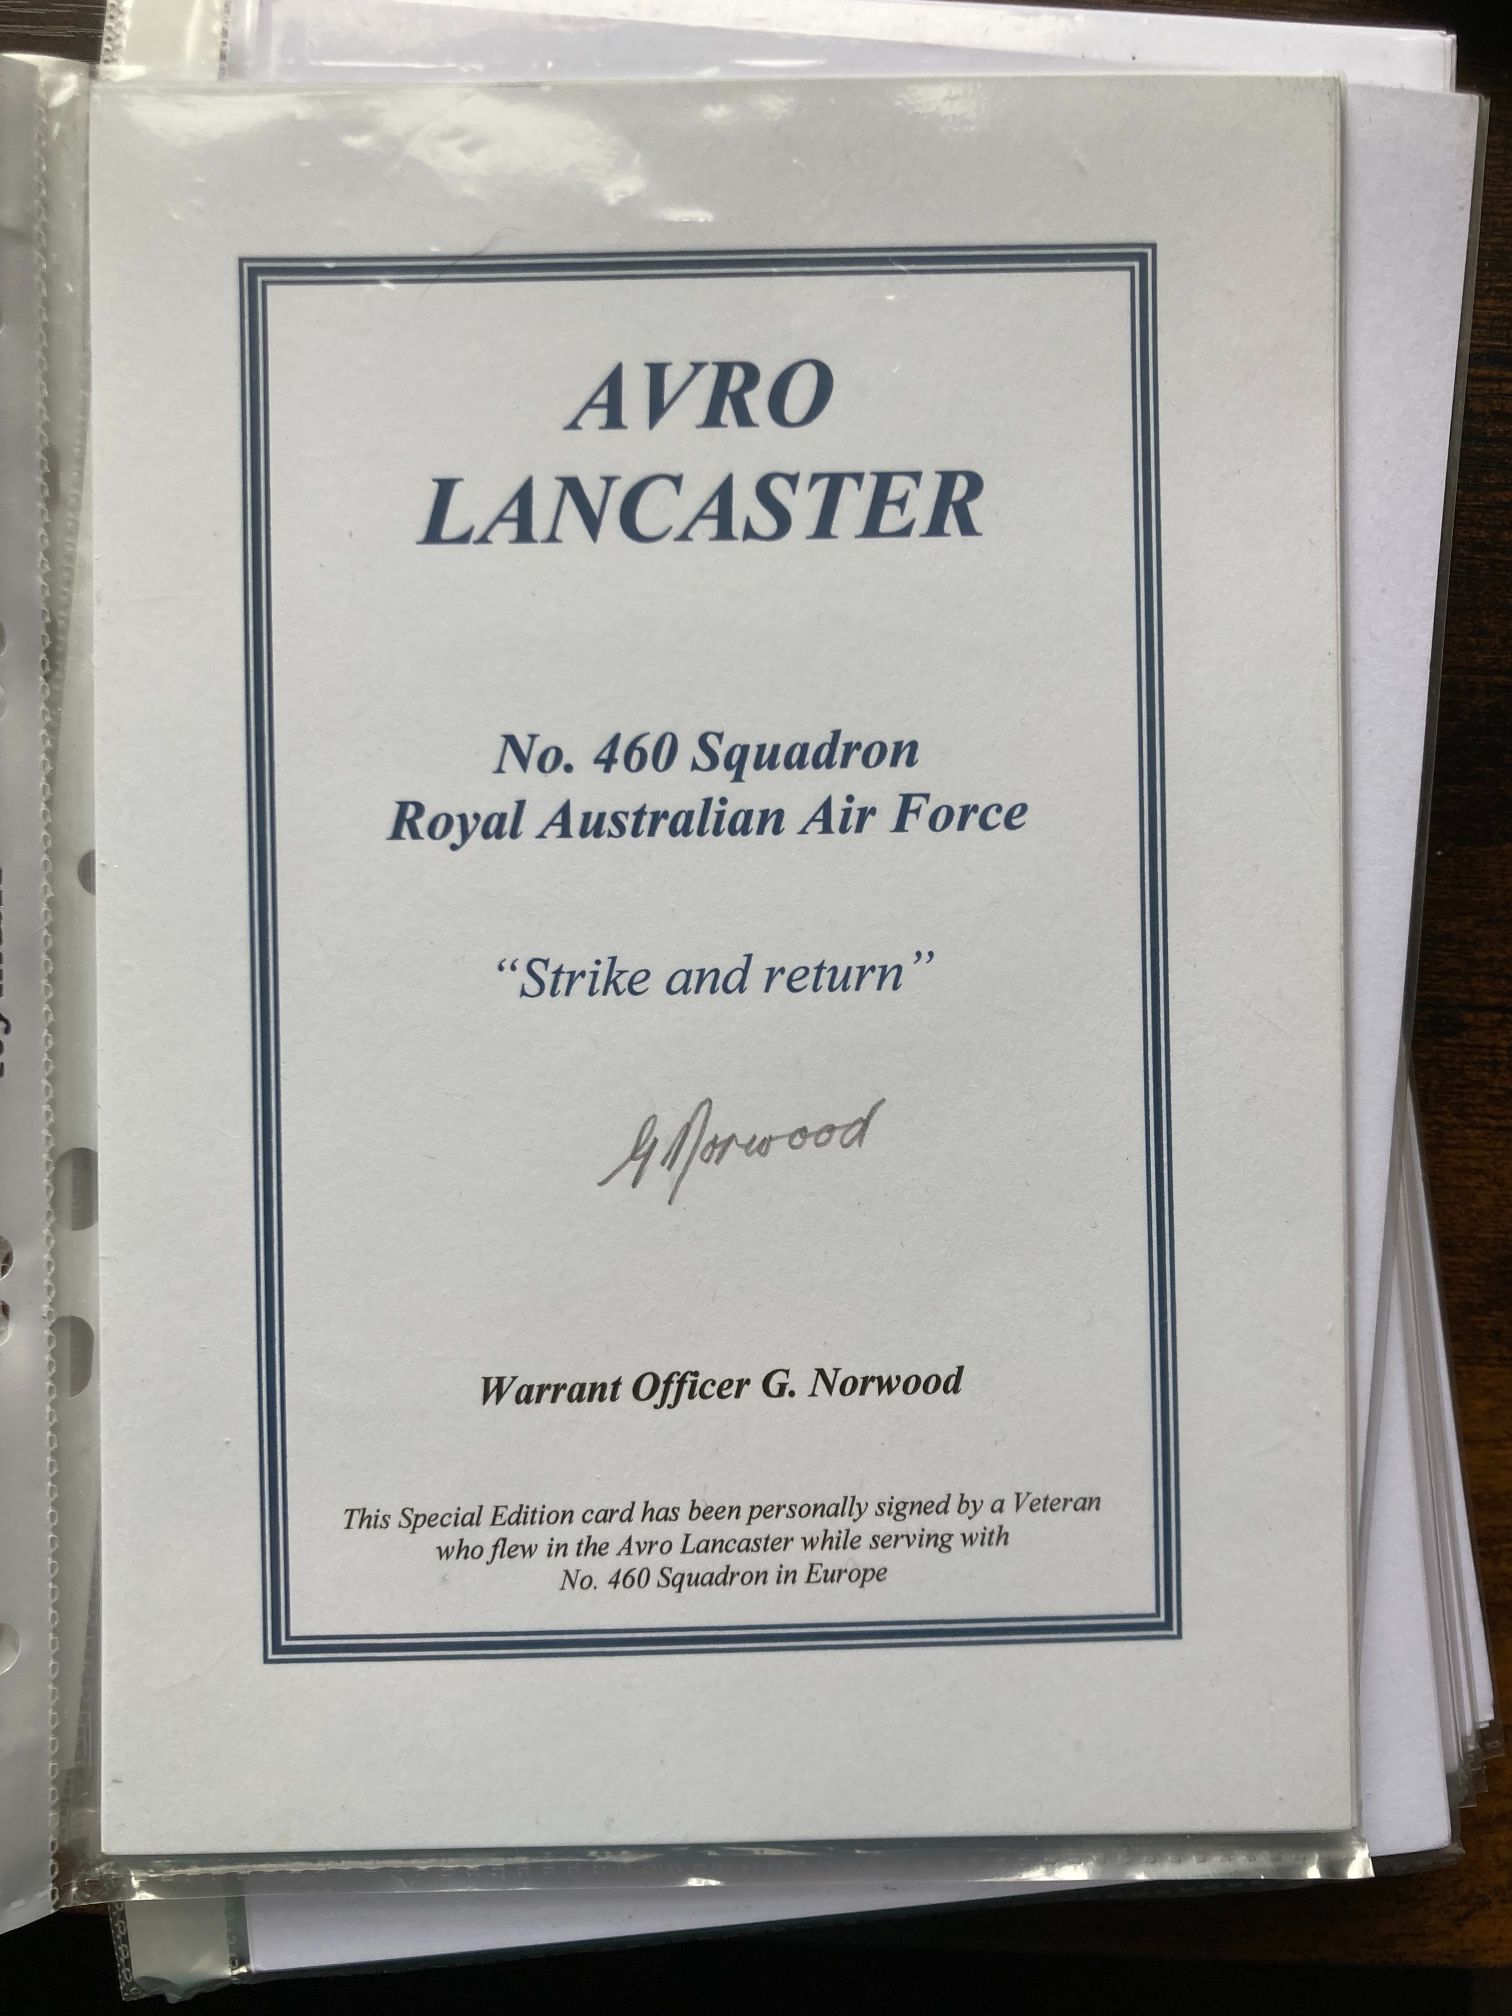 AVRO
LANCASTER
No. 460 Squadron
Royal Australian Air Force
“Strike and return”
G Norwood
Warrant Officer G. Norwood
This Special Edition card has been personally signed by a Veteran
who flew in the Avro Lancaster while serving with
No. 460 Squadron in Europe